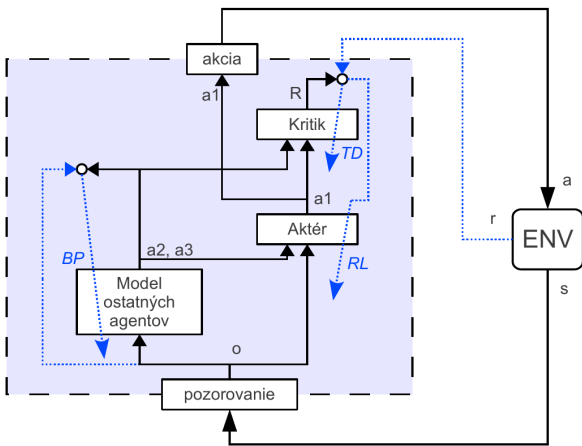 akcia
a1
R
Kritik
TD
a
r
a1
ENV
Aktér
BP
a2, a3
RL
s
Model
ostatných
agentov
o
pozorovanie